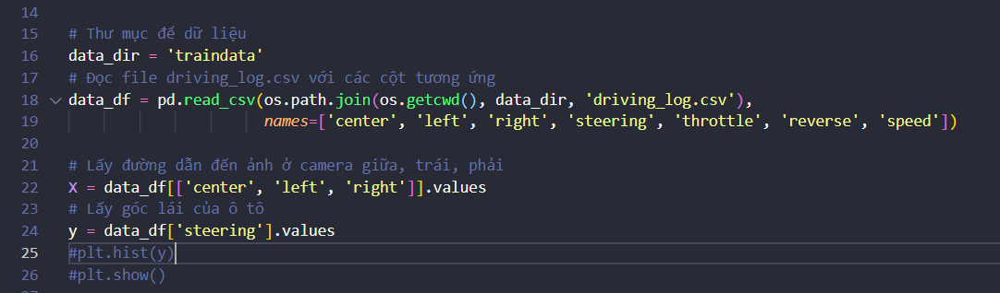 14
15 # Thư mục để dữ liệu
16 data_dir = 'traindata'
17 # Đọc file driving_log.csv với các cột tương ứng
18 data_df = pd.read_csv(os.path.join(os.getcwd(), data_dir, 'driving_log.csv'),
19 names=['center', 'left', 'right', 'steering', 'throttle', 'reverse', 'speed'])
20
21 # Lấy đường dẫn đến ảnh ở camera giữa, trái, phải
22 X = data_df[['center', 'left', 'right']].values
23 # Lấy góc lái của ô tô
24 y = data_df['steering'].values
25 #plt.hist(y)
26 #plt.show()